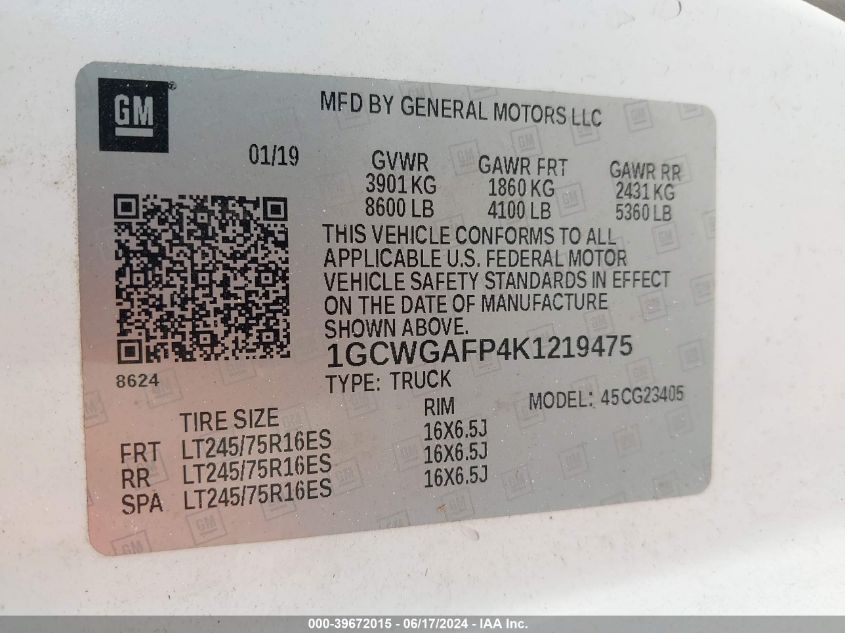 GM
MFD BY GENERAL MOTORS LLC
01/19
GVWR GAWR FRT GAWR RR
3901 KG 1860 KG 2431 KG
8600 LB 4100 LB 5360 LB
THIS VEHICLE CONFORMS TO ALL
APPLICABLE U.S. FEDERAL MOTOR
VEHICLE SAFETY STANDARDS IN EFFECT
ON THE DATE OF MANUFACTURE
SHOWN ABOVE.
1GCWGAFP4K1219475
8624
TYPE: TRUCK MODEL: 45CG23405
TIRE SIZE RIM
FRT LT245/75R16ES 16X6.5J
RR LT245/75R16ES 16X6.5J
SPA LT245/75R16ES 16X6.5J
000-39672015 - 06/17/2024 - IAA Inc.